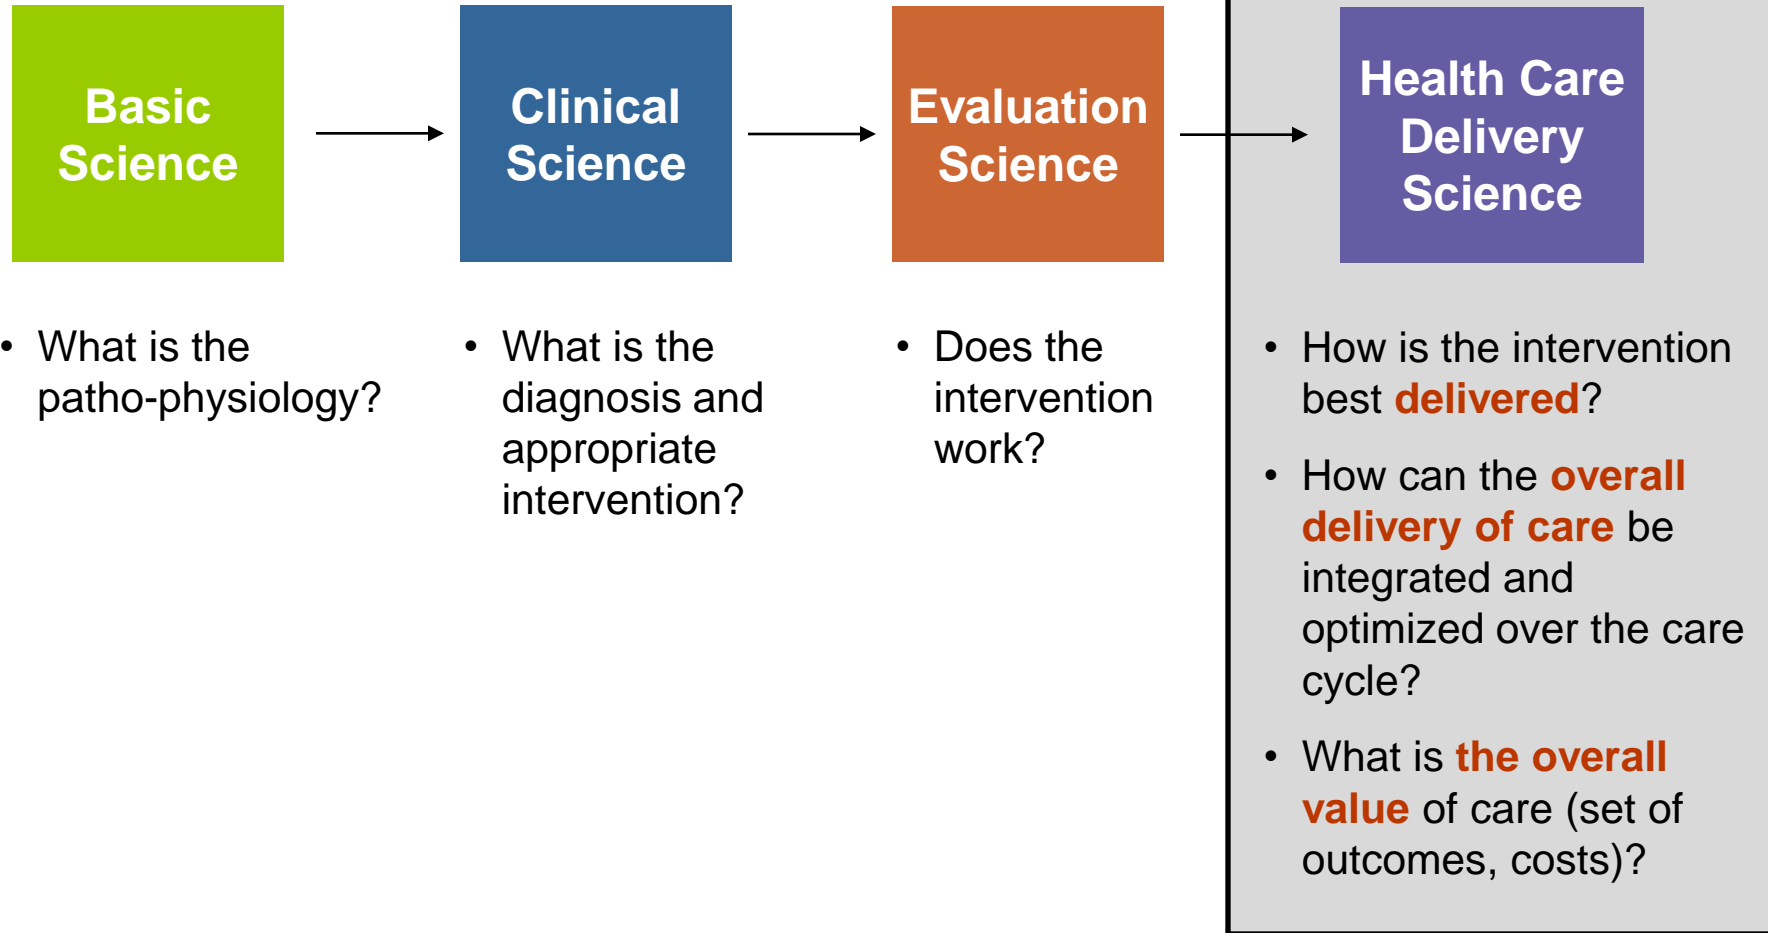 Basic
Science
Clinical
Science
Evaluation
Science
Health Care
Delivery
Science
• What is the
patho-physiology?
• What is the
diagnosis and
appropriate
intervention?
• Does the
intervention
work?
• How is the intervention
best delivered?
• How can the overall
delivery of care be
integrated and
optimized over the care
cycle?
• What is the overall
value of care (set of
outcomes, costs)?